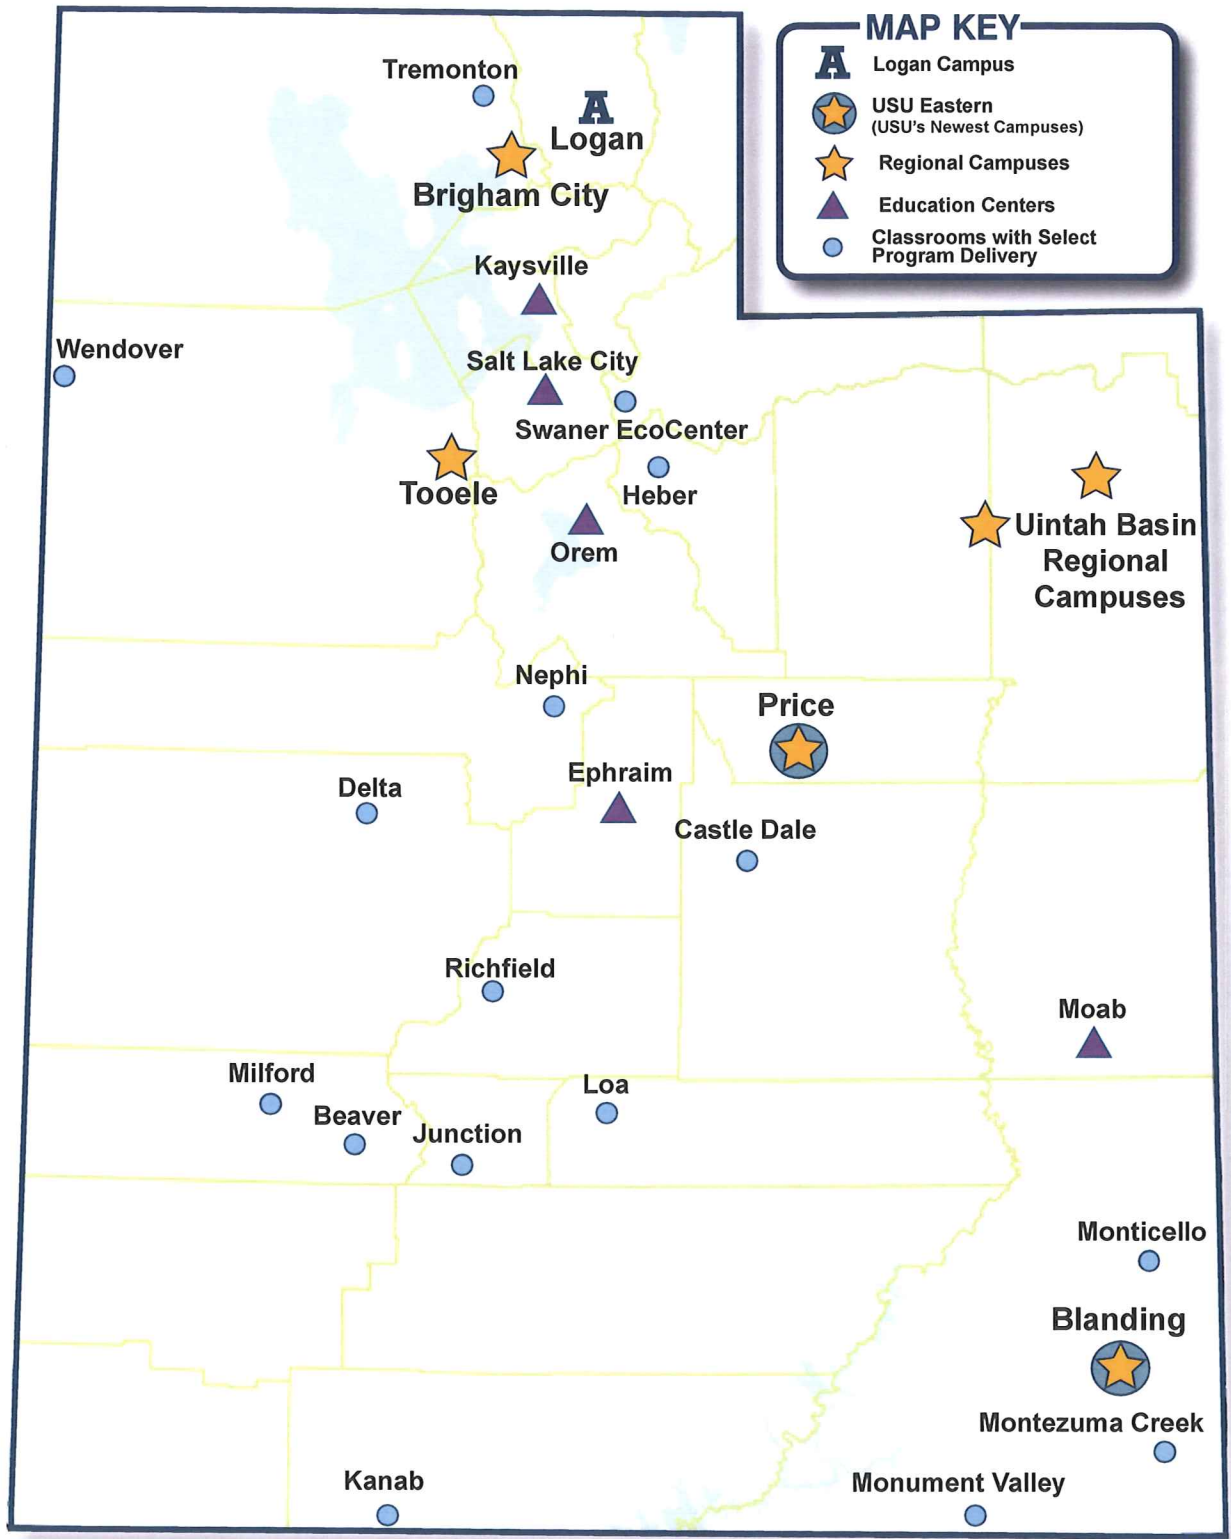 MAP KEY
A Logan Campus
USU Eastern
(USU's Newest Campuses)
Regional Campuses
Education Centers
Classrooms with Select
Program Delivery
Tremonton
A
Logan
Brigham City
Kaysville
Wendover
Salt Lake City
Swaner EcoCenter
Tooele
Heber
Orem
Uintah Basin
Regional
Campuses
Nephi
Price
Ephraim
Delta
Castle Dale
Richfield
Moab
Milford
Loa
Beaver
Junction
Monticello
Blanding
Montezuma Creek
Kanab
Monument Valley